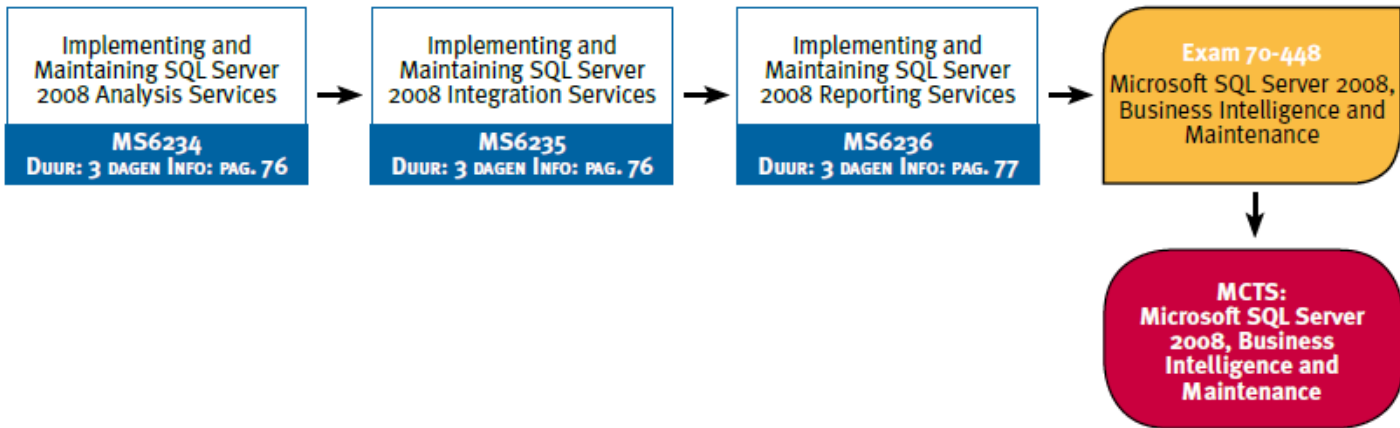 Implementing and
Maintaining SQL Server
2008 Analysis Services
MS6234
Duur: 3 dagen Info: pag. 76
Implementing and
Maintaining SQL Server
2008 Integration Services
MS6235
Duur: 3 dagen Info: pag. 76
Implementing and
Maintaining SQL Server
2008 Reporting Services
MS6236
Duur: 3 dagen Info: pag. 77
Exam 70-448
Microsoft SQL Server 2008,
Business Intelligence and
Maintenance
MCTS:
Microsoft SQL Server
2008, Business
Intelligence and
Maintenance